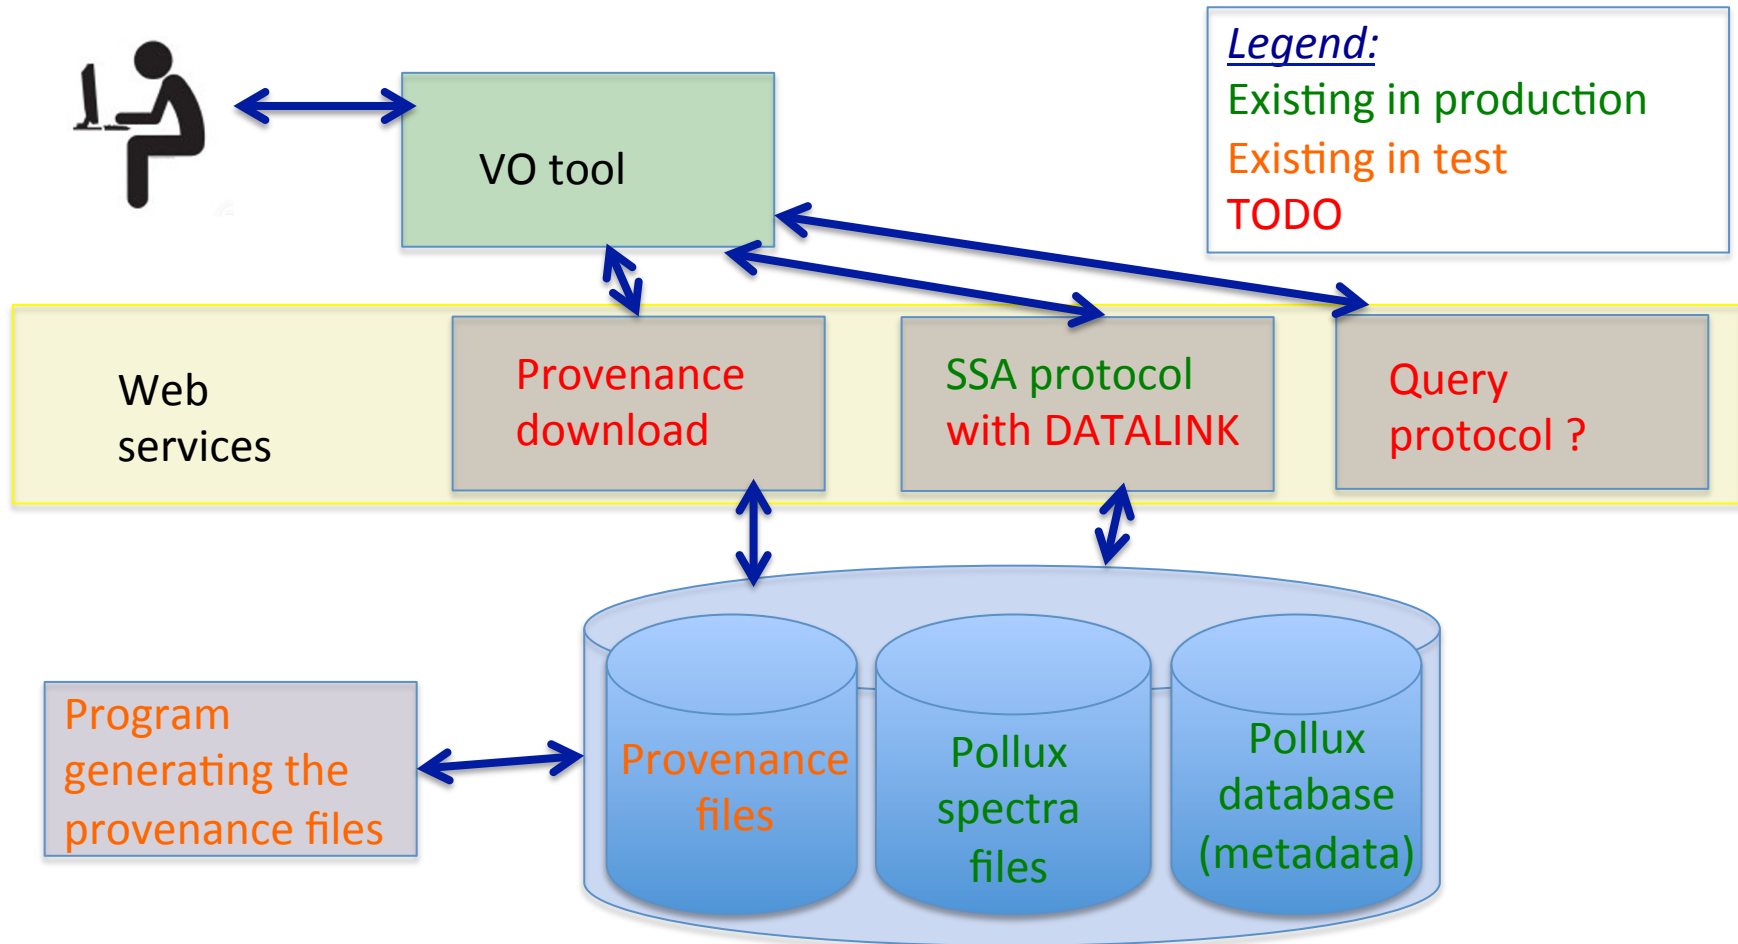 Legend:
Existing in production
Existing in test
TODO
VO tool
Web
services
Provenance
download
SSA protocol
with DATALINK
Query
protocol ?
Program
generating the
provenance files
Provenance
files
Pollux
spectra
files
Pollux
database
(metadata)